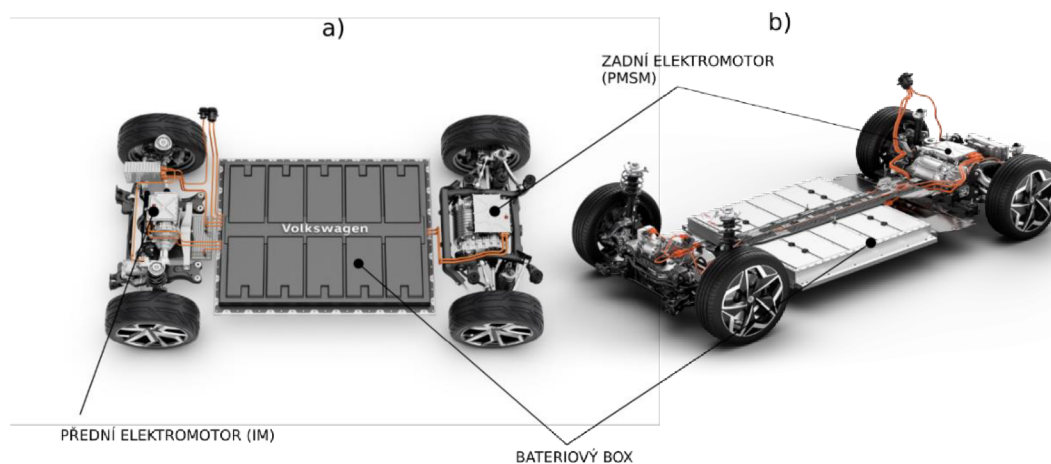 a)
b)
ZADNÍ ELEKTROMOTOR
(PMSM)
Volkswagen
PŘEDNÍ ELEKTROMOTOR (IM)
BATERIOVÝ BOX